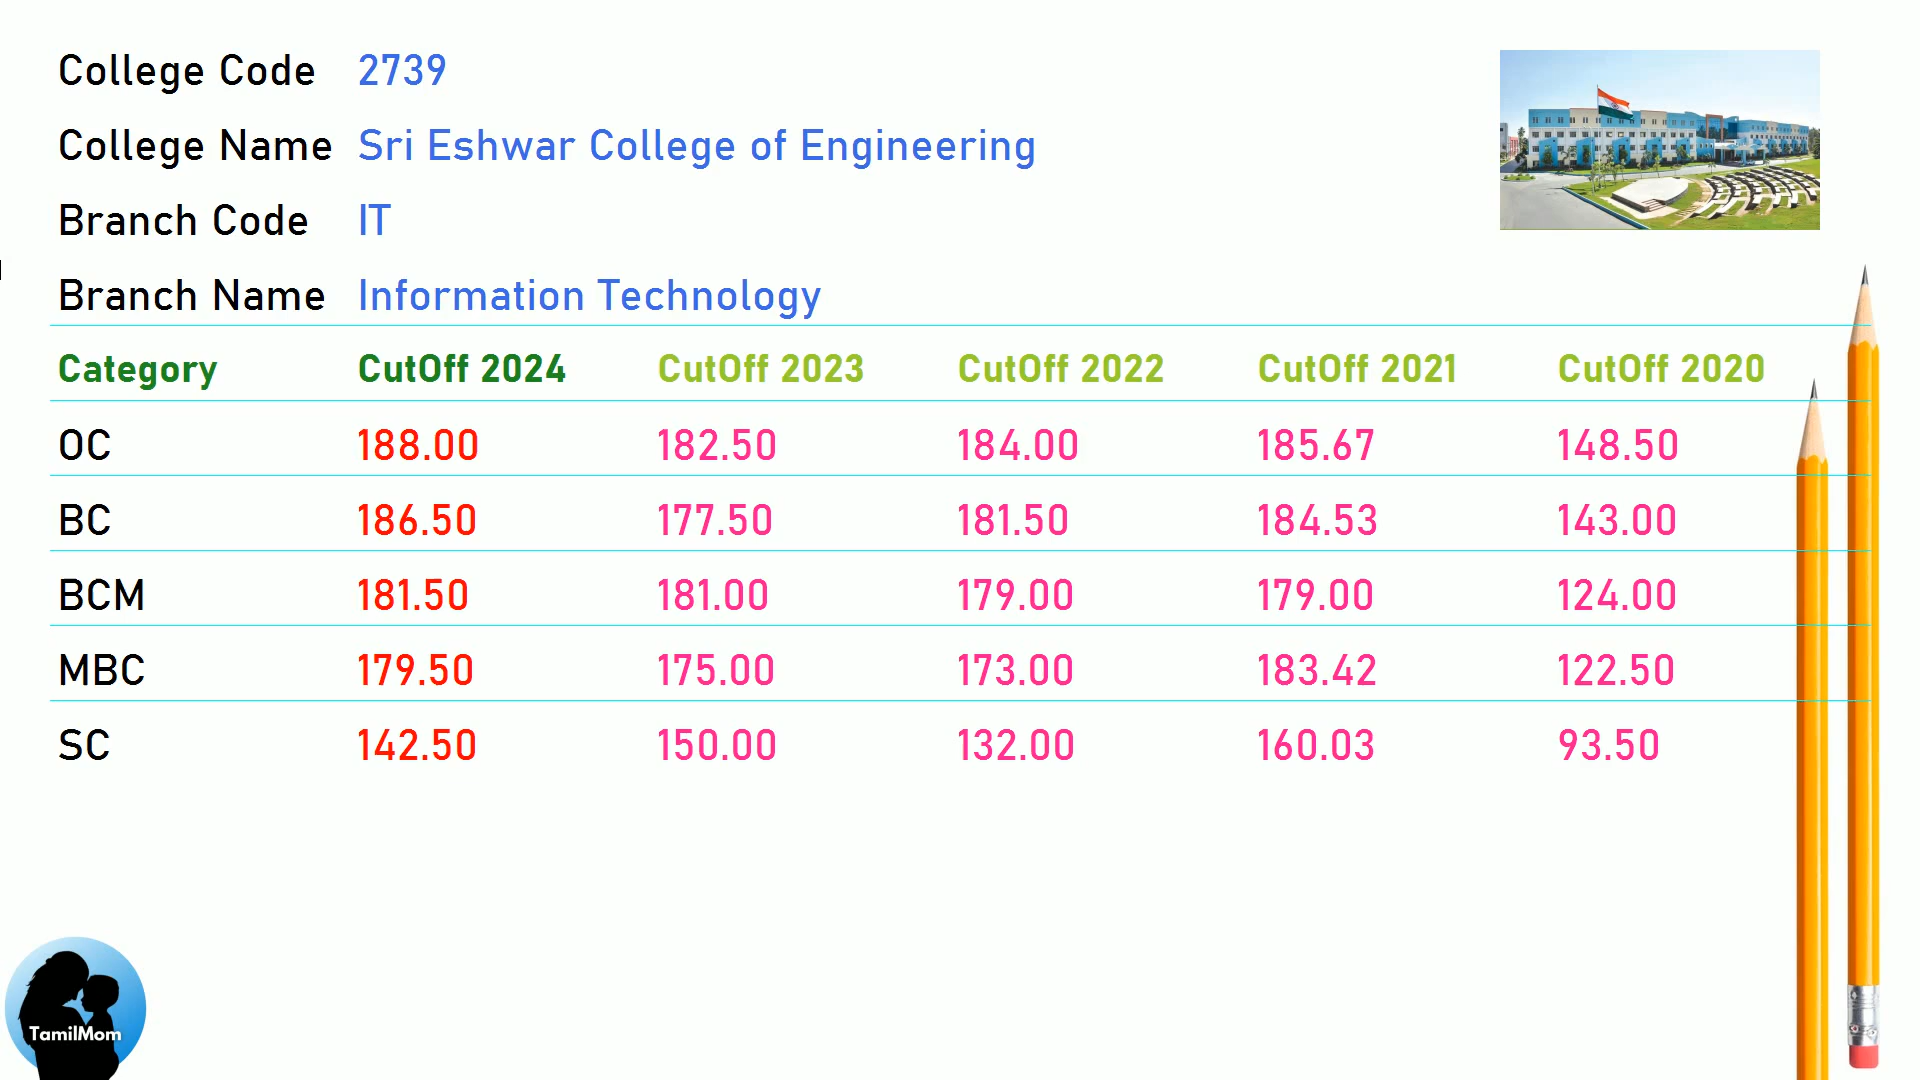 College Code 2739
College Name Sri Eshwar College of Engineering
Branch Code IT
Branch Name Information Technology
Category CutOff 2024 CutOff 2023 CutOff 2022 CutOff 2021 CutOff 2020
OC 188.00 182.50 184.00 185.67 148.50
BC 186.50 177.50 181.50 184.53 143.00
BCM 181.50 181.00 179.00 179.00 124.00
MBC 179.50 175.00 173.00 183.42 122.50
SC 142.50 150.00 132.00 160.03 93.50
TamilMom